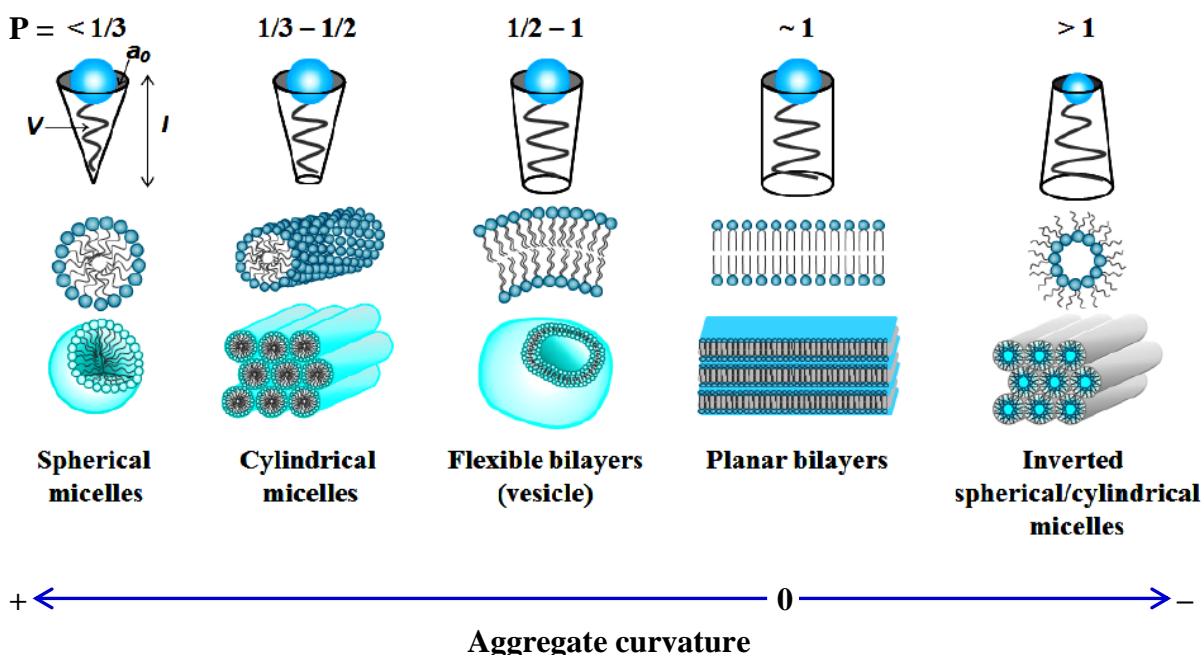 P = < 1/3 1/3 – 1/2 1/2 – 1 ~ 1 > 1
a₀
V l
Spherical micelles
Cylindrical micelles
Flexible bilayers (vesicle)
Planar bilayers
Inverted spherical/cylindrical micelles
+ 0 –
Aggregate curvature